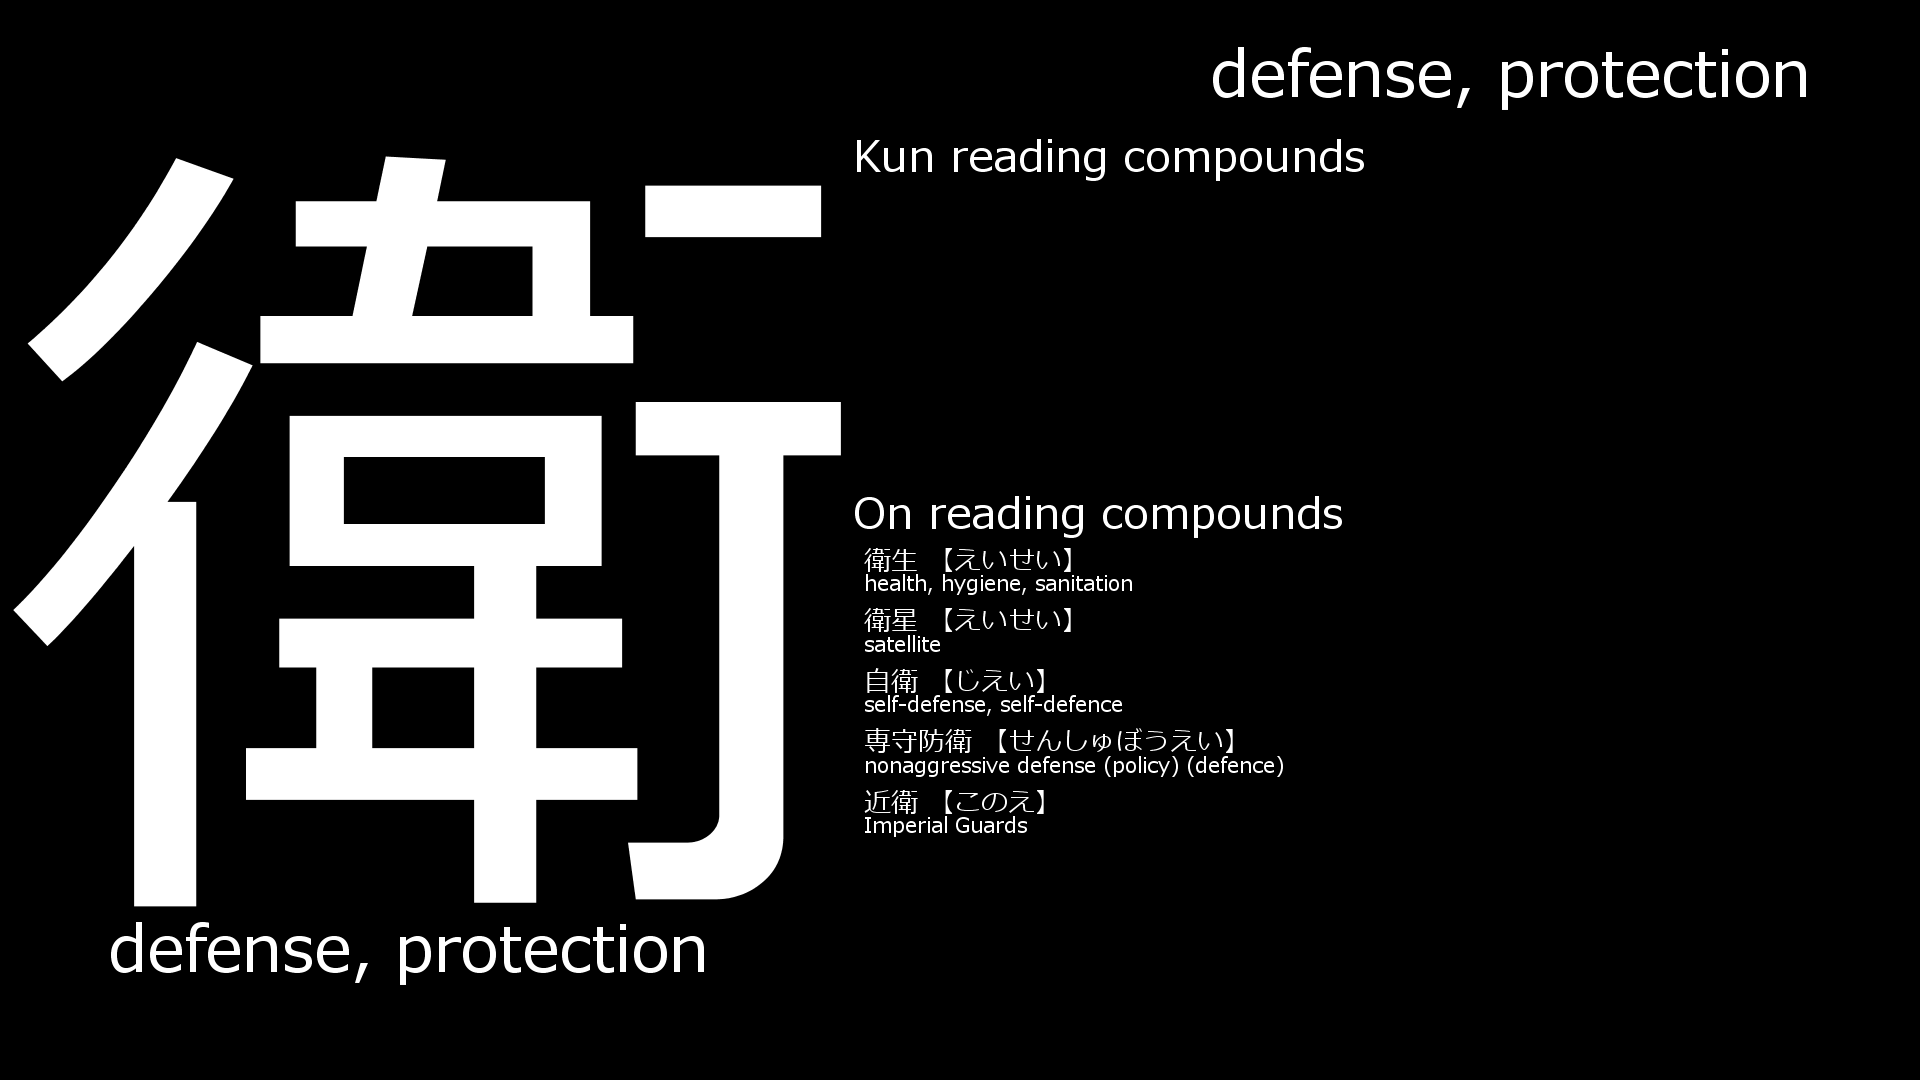 衛
defense, protection
defense, protection
Kun reading compounds
On reading compounds
衛生 【えいせい】
health, hygiene, sanitation
衛星 【えいせい】
satellite
自衛 【じえい】
self-defense, self-defence
専守防衛 【せんしゅぼうえい】
nonaggressive defense (policy) (defence)
近衛 【このえ】
Imperial Guards